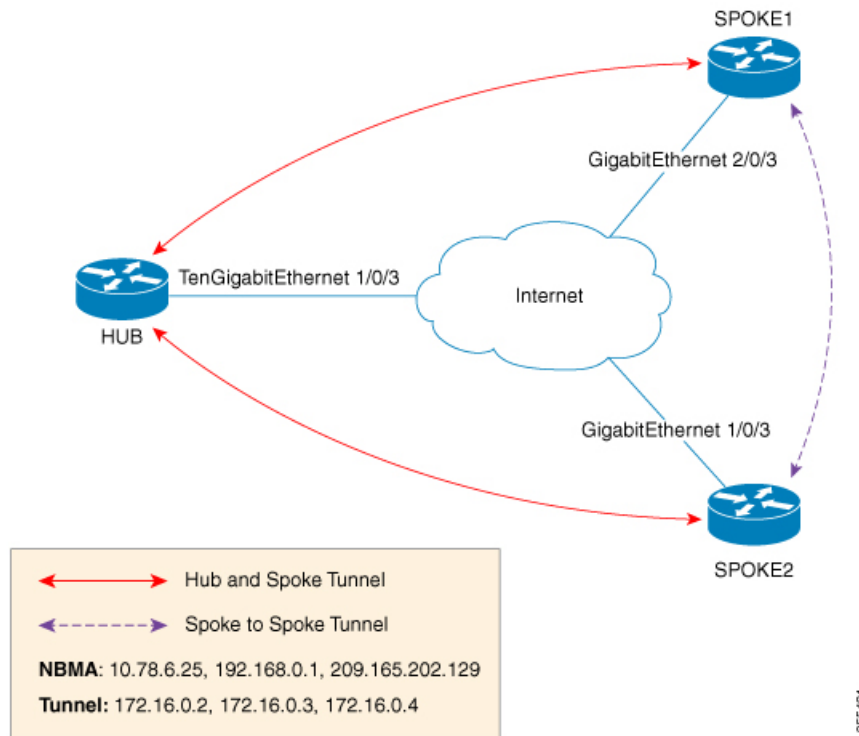 SPOKE1
GigabitEthernet 2/0/3
TenGigabitEthernet 1/0/3
Internet
HUB
GigabitEthernet 1/0/3
SPOKE2
Hub and Spoke Tunnel
Spoke to Spoke Tunnel
NBMA: 10.78.6.25, 192.168.0.1, 209.165.202.129
Tunnel: 172.16.0.2, 172.16.0.3, 172.16.0.4